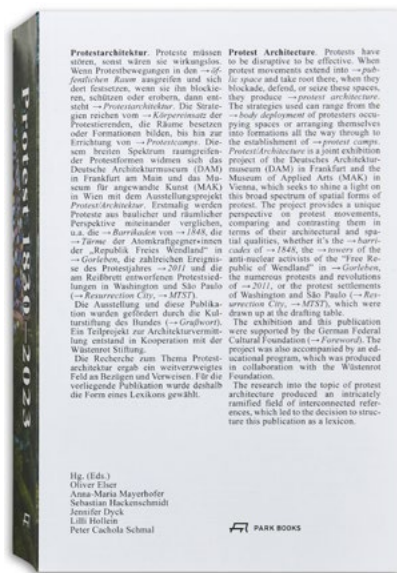 Protestarchitektur. Proteste müssen
stören, sonst wären sie wirkungslos.
Wenn Protestbewegungen in den →öf-
fentlichen Raum ausgreifen und sich
dort festsetzen, wenn sie ihn blockie-
ren, schützen oder erobern, dann ent-
steht →Protestarchitektur. Die Strate-
gien reichen vom →Körpereinsatz der
Protestierenden, die Räume besetzen
oder Formationen bilden, bis hin zur
Errichtung von →Protestcamps. Die-
sem breiten Spektrum raumgreifen-
der Protestformen widmen sich das
Deutsche Architekturmuseum (DAM)
in Frankfurt am Main und das Mu-
seum für angewandte Kunst (MAK)
in Wien mit dem Ausstellungsprojekt
Protest/Architektur. Erstmalig werden
Proteste aus baulicher und räumlicher
Perspektive miteinander verglichen,
u.a. die →Barrikaden von →1848, die
→Türme der Atomkraftgegner*innen
der „Republik Freies Wendland“ in
→Gorleben, die zahlreichen Ereignis-
se des Protestjahres →2011 und die
am Reißbrett entworfenen Protestsied-
lungen in Washington und São Paulo
(→Resurrection City, →MTST).
Die Ausstellung und diese Publika-
tion wurden gefördert durch die Kul-
turstiftung des Bundes (→Grußwort).
Ein Teilprojekt zur Architekturvermitt-
lung entstand in Kooperation mit der
Wüstenrot Stiftung.
Die Recherche zum Thema Protest-
architektur ergab ein weitverzweigtes
Feld an Bezügen und Verweisen. Für die
vorliegende Publikation wurde deshalb
die Form eines Lexikons gewählt.
Protest Architecture. Protests have
to be disruptive to be effective. When
protest movements extend into →pub-
lic space and take root there, when they
blockade, defend, or seize these spaces,
they produce →protest architecture.
The strategies used can range from the
→body deployment of protesters occu-
pying spaces or arranging themselves
into formations all the way through to
the establishment of →protest camps.
Protest/Architecture is a joint exhibition
project of the Deutsches Architektur-
museum (DAM) in Frankfurt and the
Museum of Applied Arts (MAK) in
Vienna, which seeks to shine a light on
this broad spectrum of spatial forms of
protest. The project provides a unique
perspective on protest movements,
comparing and contrasting them in
terms of their architectural and spa-
tial qualities, whether it's the →barri-
cades of →1848, the →towers of the
anti-nuclear activists of the “Free Re-
public of Wendland” in →Gorleben,
the numerous protests and revolutions
of →2011, or the protest settlements
of Washington and São Paulo (→Res-
urrection City, →MTST), which were
drawn up at the drafting table.
The exhibition and this publication
were supported by the German Federal
Cultural Foundation (→Foreword). The
project was also accompanied by an ed-
ucational program, which was produced
in collaboration with the Wüstenrot
Foundation.
The research into the topic of protest
architecture produced an intricately
ramified field of interconnected refer-
ences, which led to the decision to struc-
ture this publication as a lexicon.
Hg. (Eds.)
Oliver Elser
Anna-Maria Mayerhofer
Sebastian Hackenschmidt
Jennifer Dyck
Lilli Hollein
Peter Cachola Schmal
PARK BOOKS